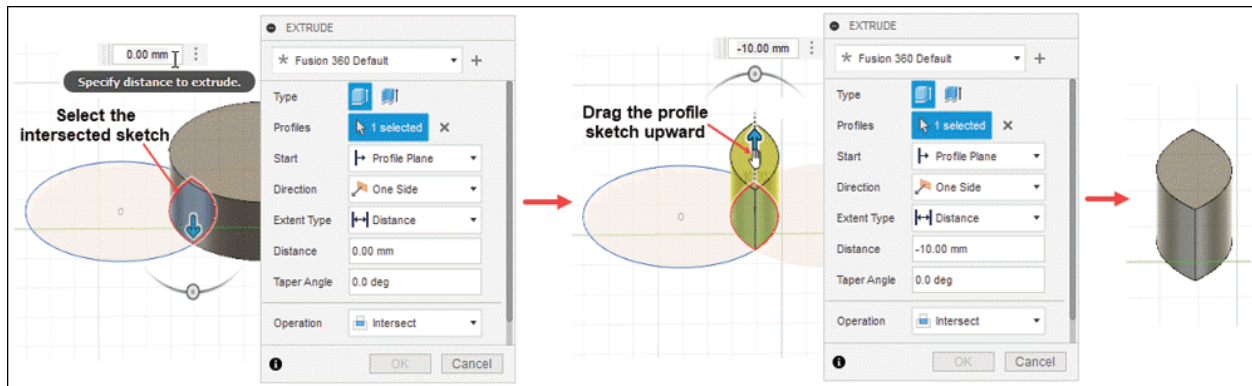 0.00 mm
Specify distance to extrude.
Select the
intersected sketch
EXTRUDE
Fusion 360 Default
Type
Profiles
1 selected
Start
Profile Plane
Direction
One Side
Extent Type
Distance
Distance
0.00 mm
Taper Angle
0.0 deg
Operation
Intersect
OK
Cancel
-10.00 mm
Drag the profile
sketch upward
EXTRUDE
Fusion 360 Default
Type
Profiles
1 selected
Start
Profile Plane
Direction
One Side
Extent Type
Distance
Distance
-10.00 mm
Taper Angle
0.0 deg
Operation
Intersect
OK
Cancel